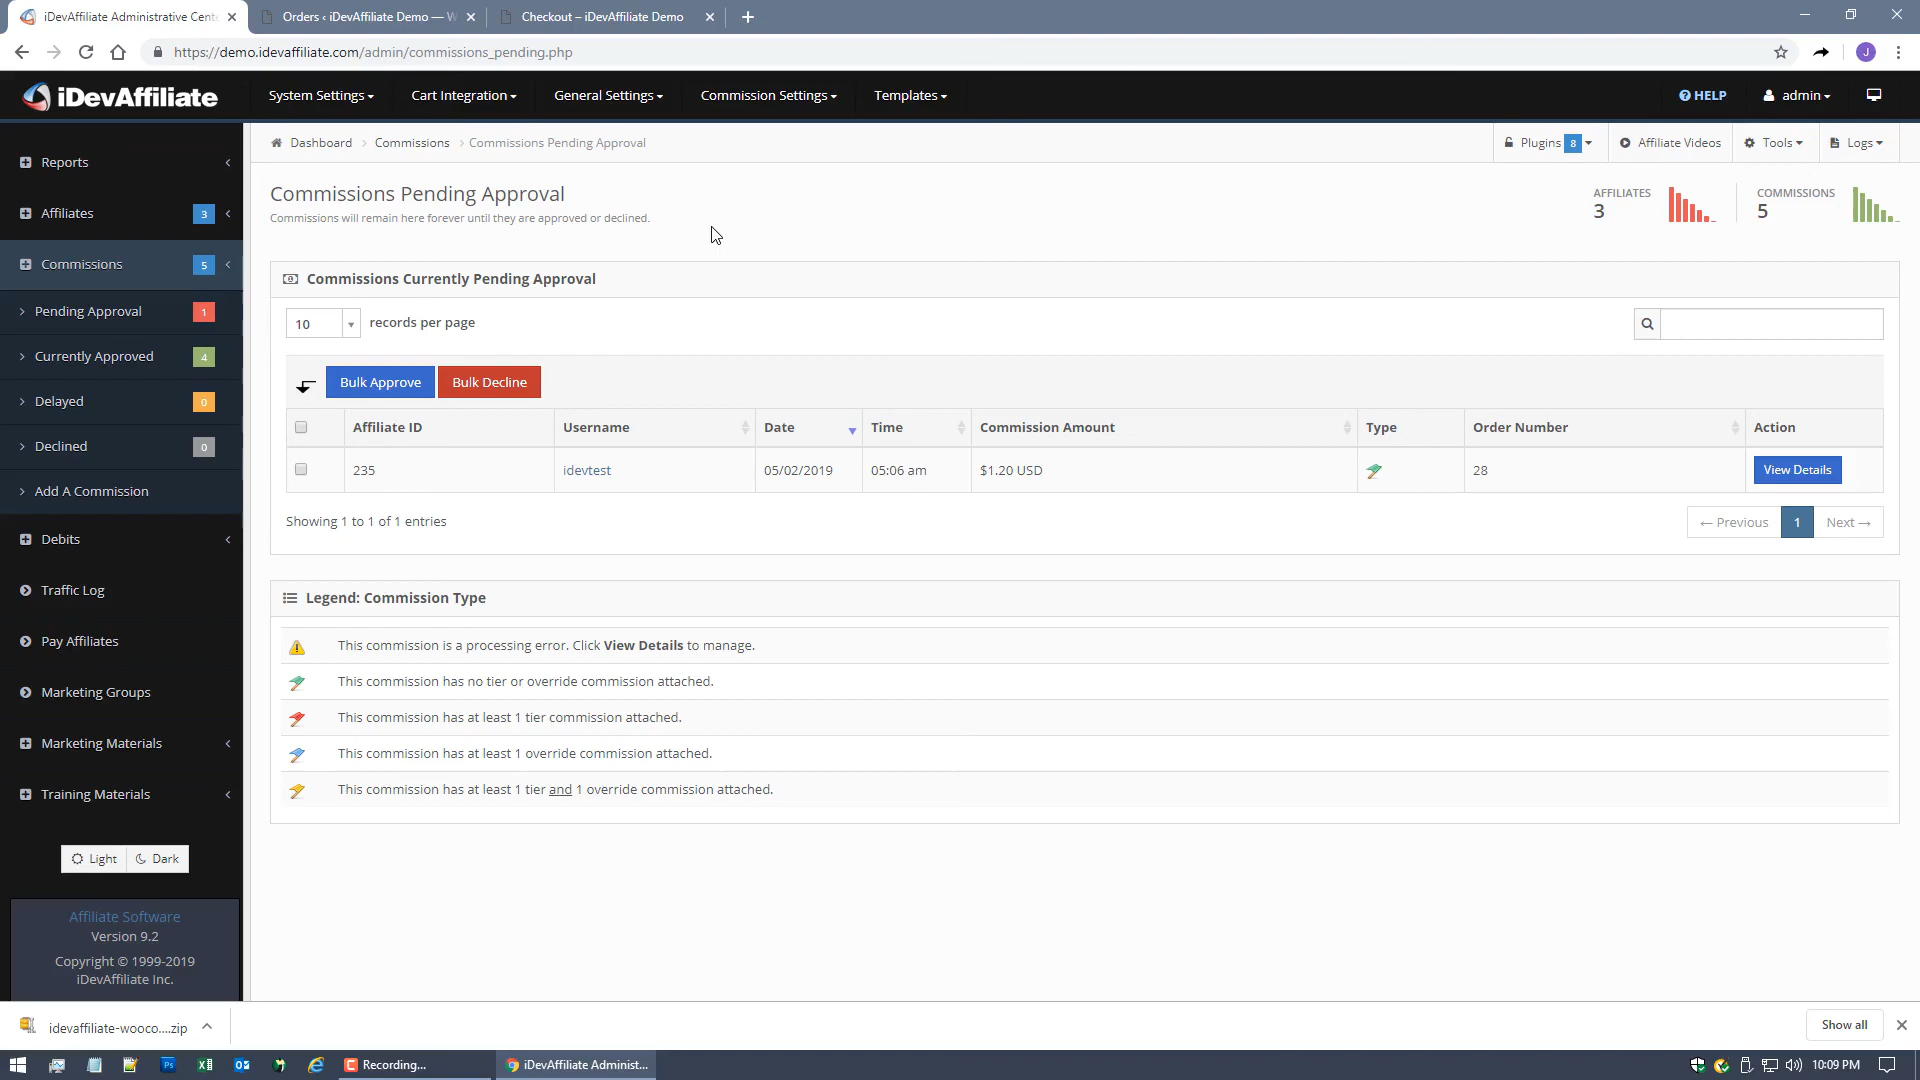 iDevAffiliate Administrative Cente
Orders ‹ iDevAffiliate Demo — W
Checkout – iDevAffiliate Demo
https://demo.idevaffiliate.com/admin/commissions_pending.php
J
iDevAffiliate
System Settings
Cart Integration
General Settings
Commission Settings
Templates
HELP
admin
Reports
Affiliates 3
Commissions 5
Pending Approval 1
Currently Approved 4
Delayed 0
Declined 0
Add A Commission
Debits
Traffic Log
Pay Affiliates
Marketing Groups
Marketing Materials
Training Materials
Light Dark
Affiliate Software
Version 9.2
Copyright © 1999-2019
iDevAffiliate Inc.
Dashboard > Commissions > Commissions Pending Approval
Plugins 8
Affiliate Videos
Tools
Logs
Commissions Pending Approval
Commissions will remain here forever until they are approved or declined.
AFFILIATES
3
COMMISSIONS
5
Commissions Currently Pending Approval
10 records per page
Bulk Approve Bulk Decline
Affiliate ID Username Date Time Commission Amount Type Order Number Action
235 idevtest 05/02/2019 05:06 am $1.20 USD 28 View Details
Showing 1 to 1 of 1 entries
← Previous 1 Next →
Legend: Commission Type
This commission is a processing error. Click View Details to manage.
This commission has no tier or override commission attached.
This commission has at least 1 tier commission attached.
This commission has at least 1 override commission attached.
This commission has at least 1 tier and 1 override commission attached.
idevaffiliate-wooco....zip
Show all
Recording...
iDevAffiliate Administ...
10:09 PM